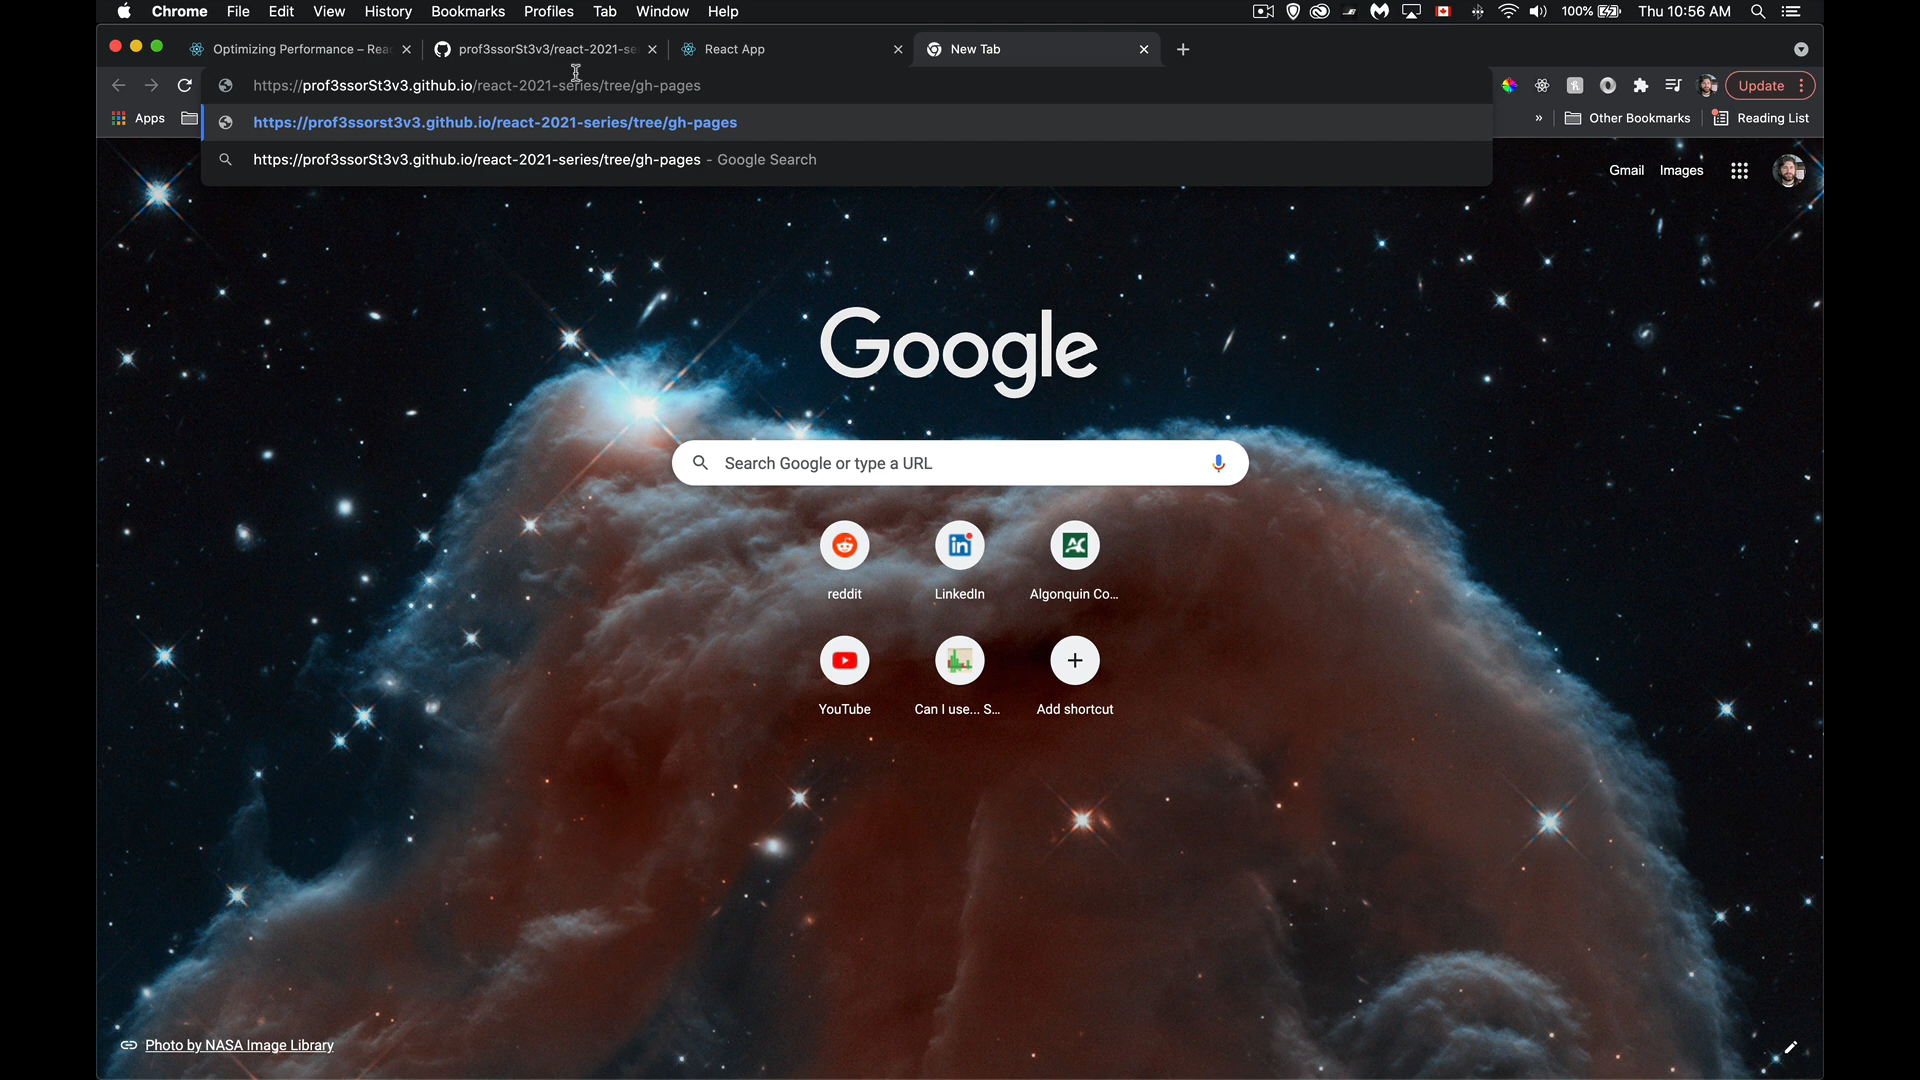 Chrome File Edit View History Bookmarks Profiles Tab Window Help 100% Thu 10:56 AM
Optimizing Performance – Rea prof3ssorSt3v3/react-2021-se React App New Tab
https://prof3ssorSt3v3.github.io/react-2021-series/tree/gh-pages Update
Apps https://prof3ssorst3v3.github.io/react-2021-series/tree/gh-pages » Other Bookmarks Reading List
https://prof3ssorSt3v3.github.io/react-2021-series/tree/gh-pages - Google Search
Gmail Images
Google
Search Google or type a URL
reddit LinkedIn Algonquin Co...
YouTube Can I use... S... Add shortcut
Photo by NASA Image Library